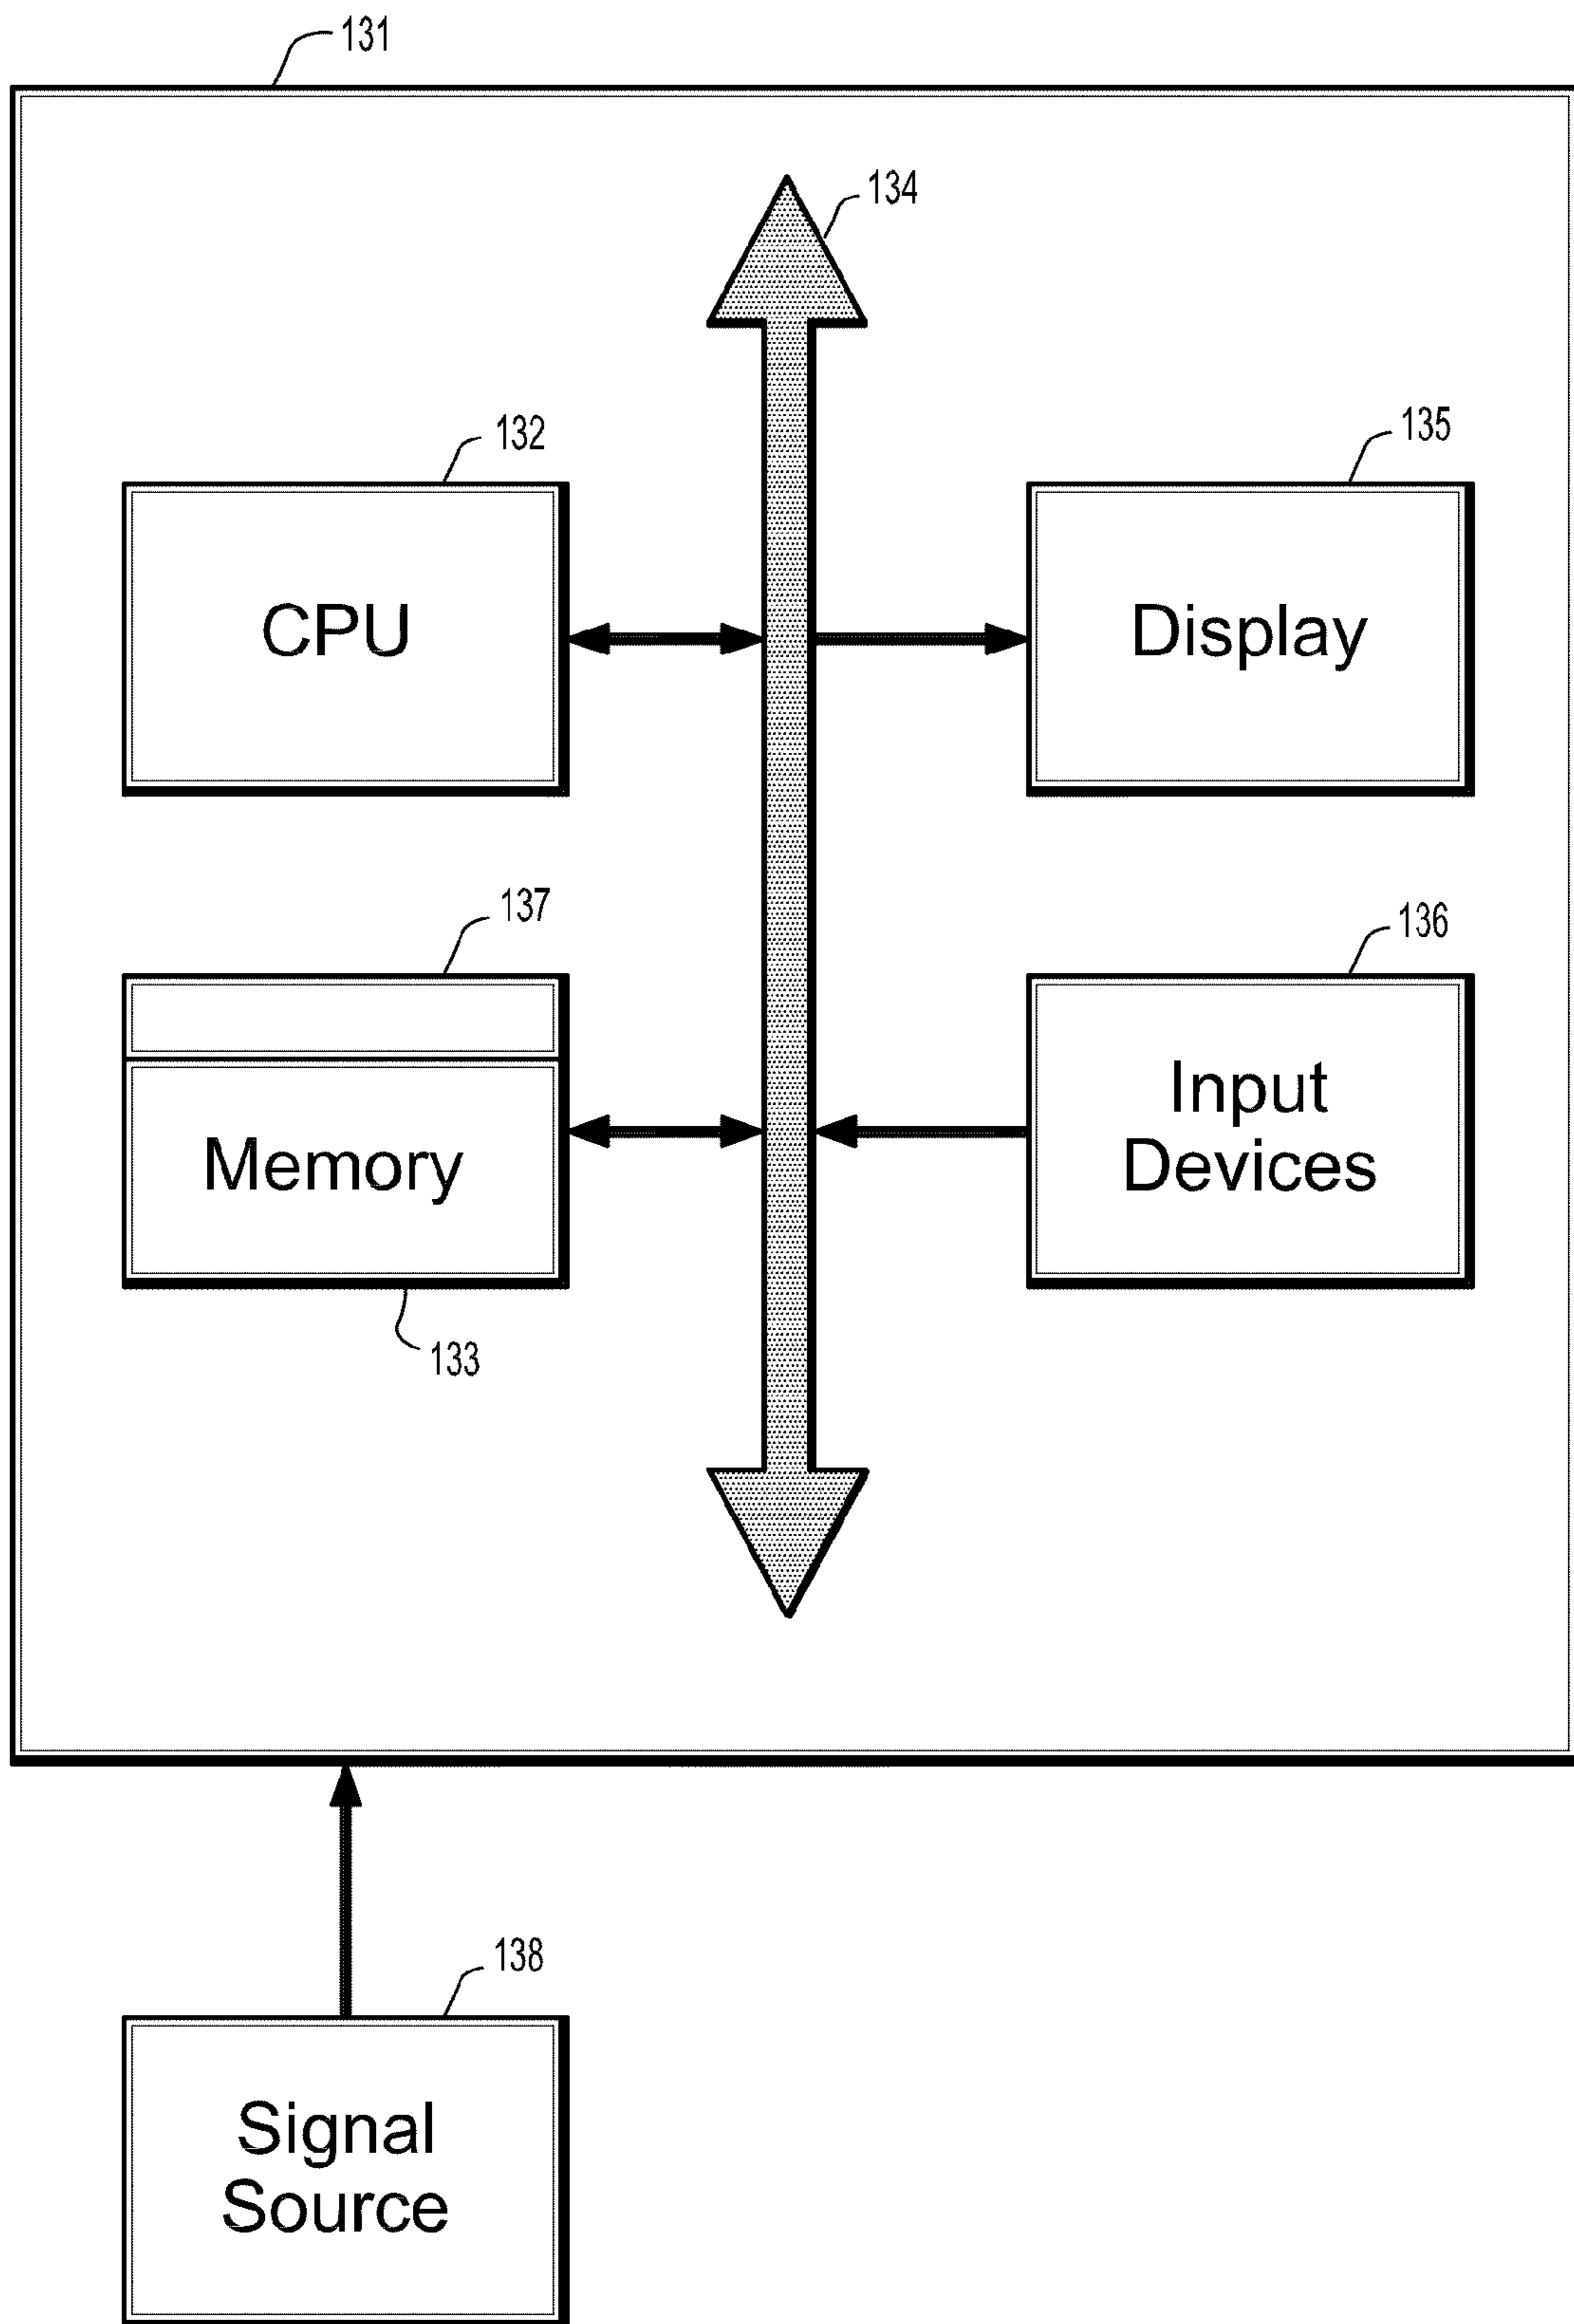 131
134
132
135
CPU
Display
137
136
Memory
Input
Devices
133
138
Signal
Source